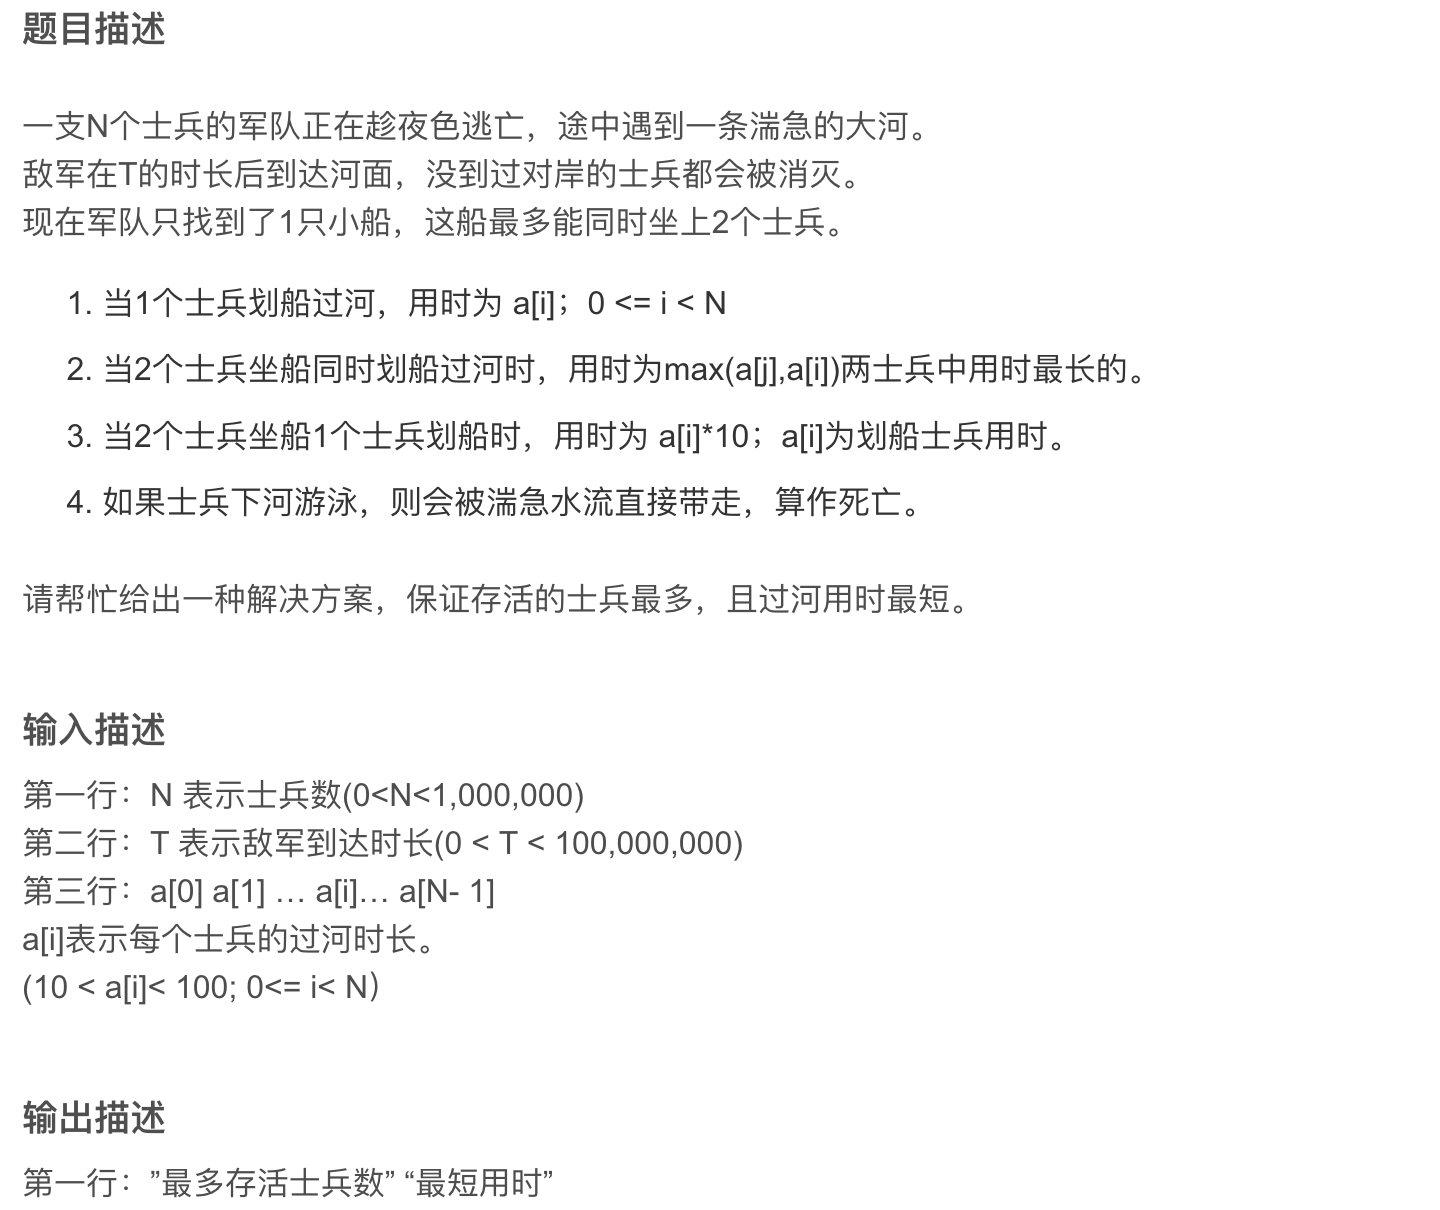 题目描述
一支N个士兵的军队正在趁夜色逃亡，途中遇到一条湍急的大河。
敌军在T的时长后到达河面，没到过对岸的士兵都会被消灭。
现在军队只找到了1只小船，这船最多能同时坐上2个士兵。
1. 当1个士兵划船过河，用时为 a[i]；0 <= i < N
2. 当2个士兵坐船同时划船过河时，用时为max(a[j],a[i])两士兵中用时最长的。
3. 当2个士兵坐船1个士兵划船时，用时为 a[i]*10；a[i]为划船士兵用时。
4. 如果士兵下河游泳，则会被湍急水流直接带走，算作死亡。
请帮忙给出一种解决方案，保证存活的士兵最多，且过河用时最短。
输入描述
第一行：N 表示士兵数(0<N<1,000,000)
第二行：T 表示敌军到达时长(0 < T < 100,000,000)
第三行：a[0] a[1] … a[i]… a[N- 1]
a[i]表示每个士兵的过河时长。
(10 < a[i]< 100; 0<= i< N）
输出描述
第一行：”最多存活士兵数” “最短用时”